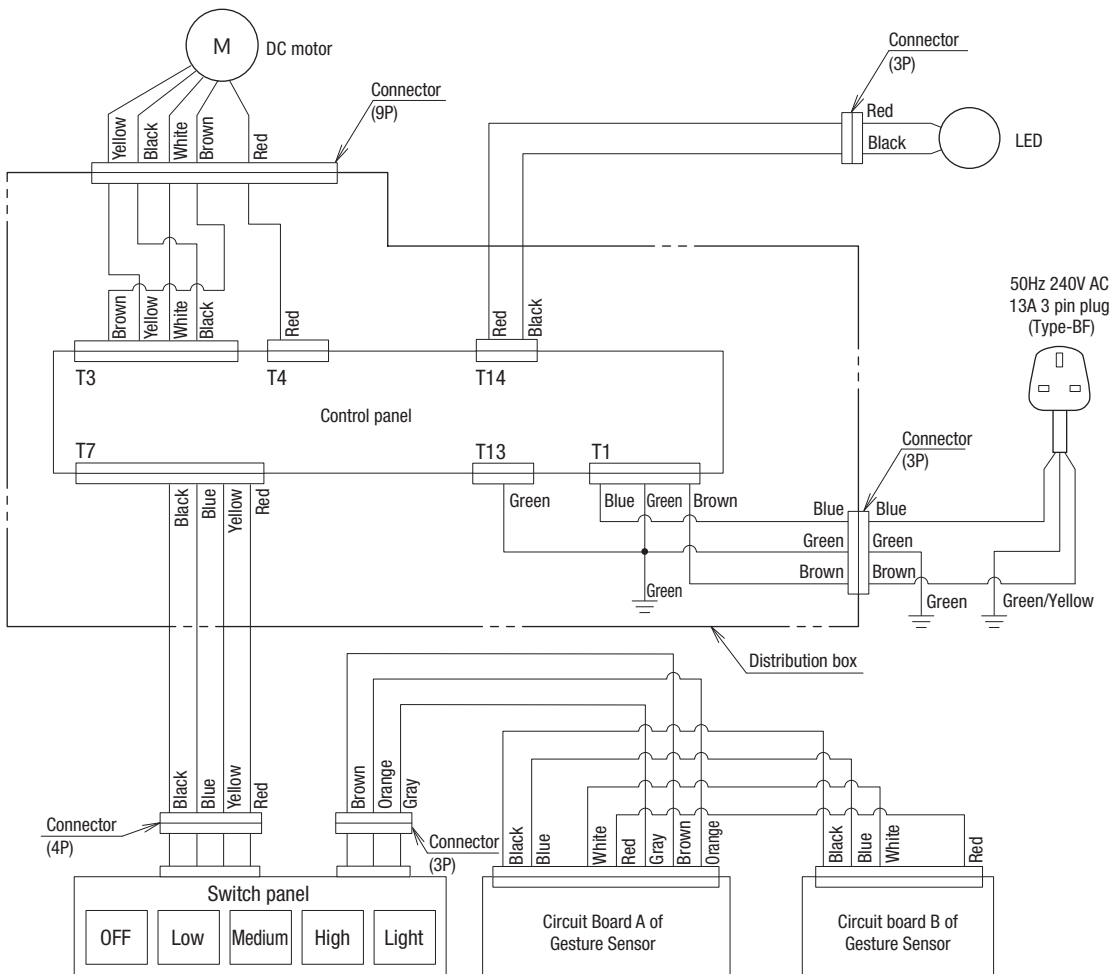 M
DC motor
Connector
(9P)
Yellow
Black
White
Brown
Red
Connector
(3P)
Red
Black
LED
50Hz 240V AC
13A 3 pin plug
(Type-BF)
Brown
Yellow
White
Black
Red
Red
Black
T3
T4
T14
Control panel
T7
T13
T1
Connector
(3P)
Black
Blue
Yellow
Red
Green
Blue
Green
Brown
Blue
Blue
Green
Green
Brown
Brown
Green
Green
Green/Yellow
Distribution box
Black
Blue
Yellow
Red
Brown
Orange
Gray
Connector
(4P)
Connector
(3P)
Black
Blue
White
Red
Gray
Brown
Orange
Black
Blue
White
Red
Switch panel
OFF
Low
Medium
High
Light
Circuit Board A of
Gesture Sensor
Circuit board B of
Gesture Sensor